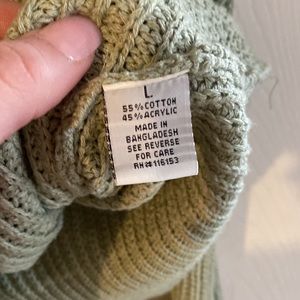 L
55% COTTON
45% ACRYLIC
MADE IN
BANGLADESH
SEE REVERSE
FOR CARE
RN#116153